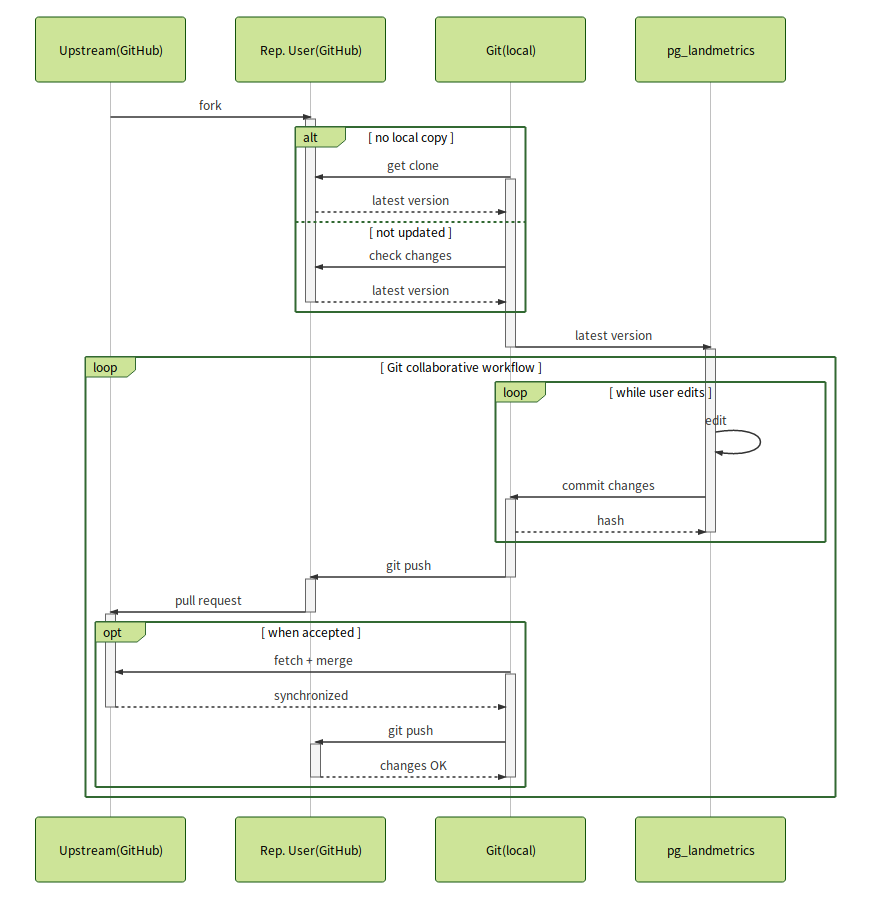 Upstream(GitHub)
Rep. User(GitHub)
Git(local)
pg_landmetrics
fork
alt
[ no local copy ]
get clone
latest version
[ not updated ]
check changes
latest version
latest version
loop
[ Git collaborative workflow ]
loop
[ while user edits ]
edit
commit changes
hash
git push
pull request
opt
[ when accepted ]
fetch + merge
synchronized
git push
changes OK
Upstream(GitHub)
Rep. User(GitHub)
Git(local)
pg_landmetrics